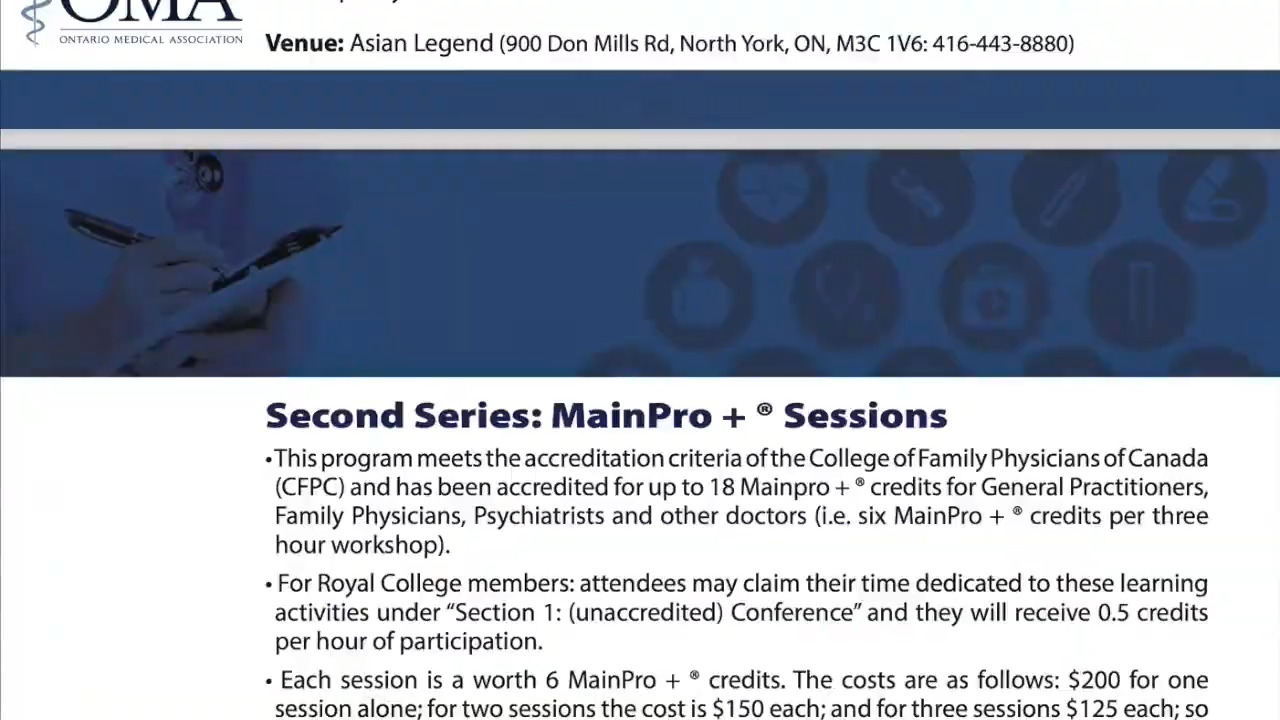 OMA
ONTARIO MEDICAL ASSOCIATION
Venue: Asian Legend (900 Don Mills Rd, North York, ON, M3C 1V6: 416-443-8880)
Second Series: MainPro + ® Sessions
•This program meets the accreditation criteria of the College of Family Physicians of Canada
(CFPC) and has been accredited for up to 18 Mainpro + ® credits for General Practitioners,
Family Physicians, Psychiatrists and other doctors (i.e. six MainPro + ® credits per three
hour workshop).
• For Royal College members: attendees may claim their time dedicated to these learning
activities under “Section 1: (unaccredited) Conference” and they will receive 0.5 credits
per hour of participation.
• Each session is a worth 6 MainPro + ® credits. The costs are as follows: $200 for one
session alone; for two sessions the cost is $150 each; and for three sessions $125 each; so